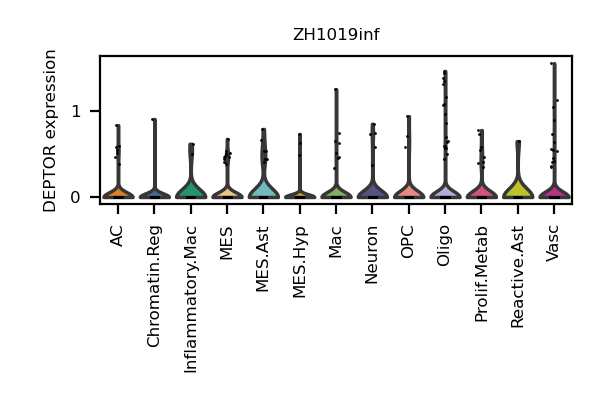 ZH1019inf
DEPTOR expression
1
0
AC
Chromatin.Reg
Inflammatory.Mac
MES
MES.Ast
MES.Hyp
Mac
Neuron
OPC
Oligo
Prolif.Metab
Reactive.Ast
Vasc